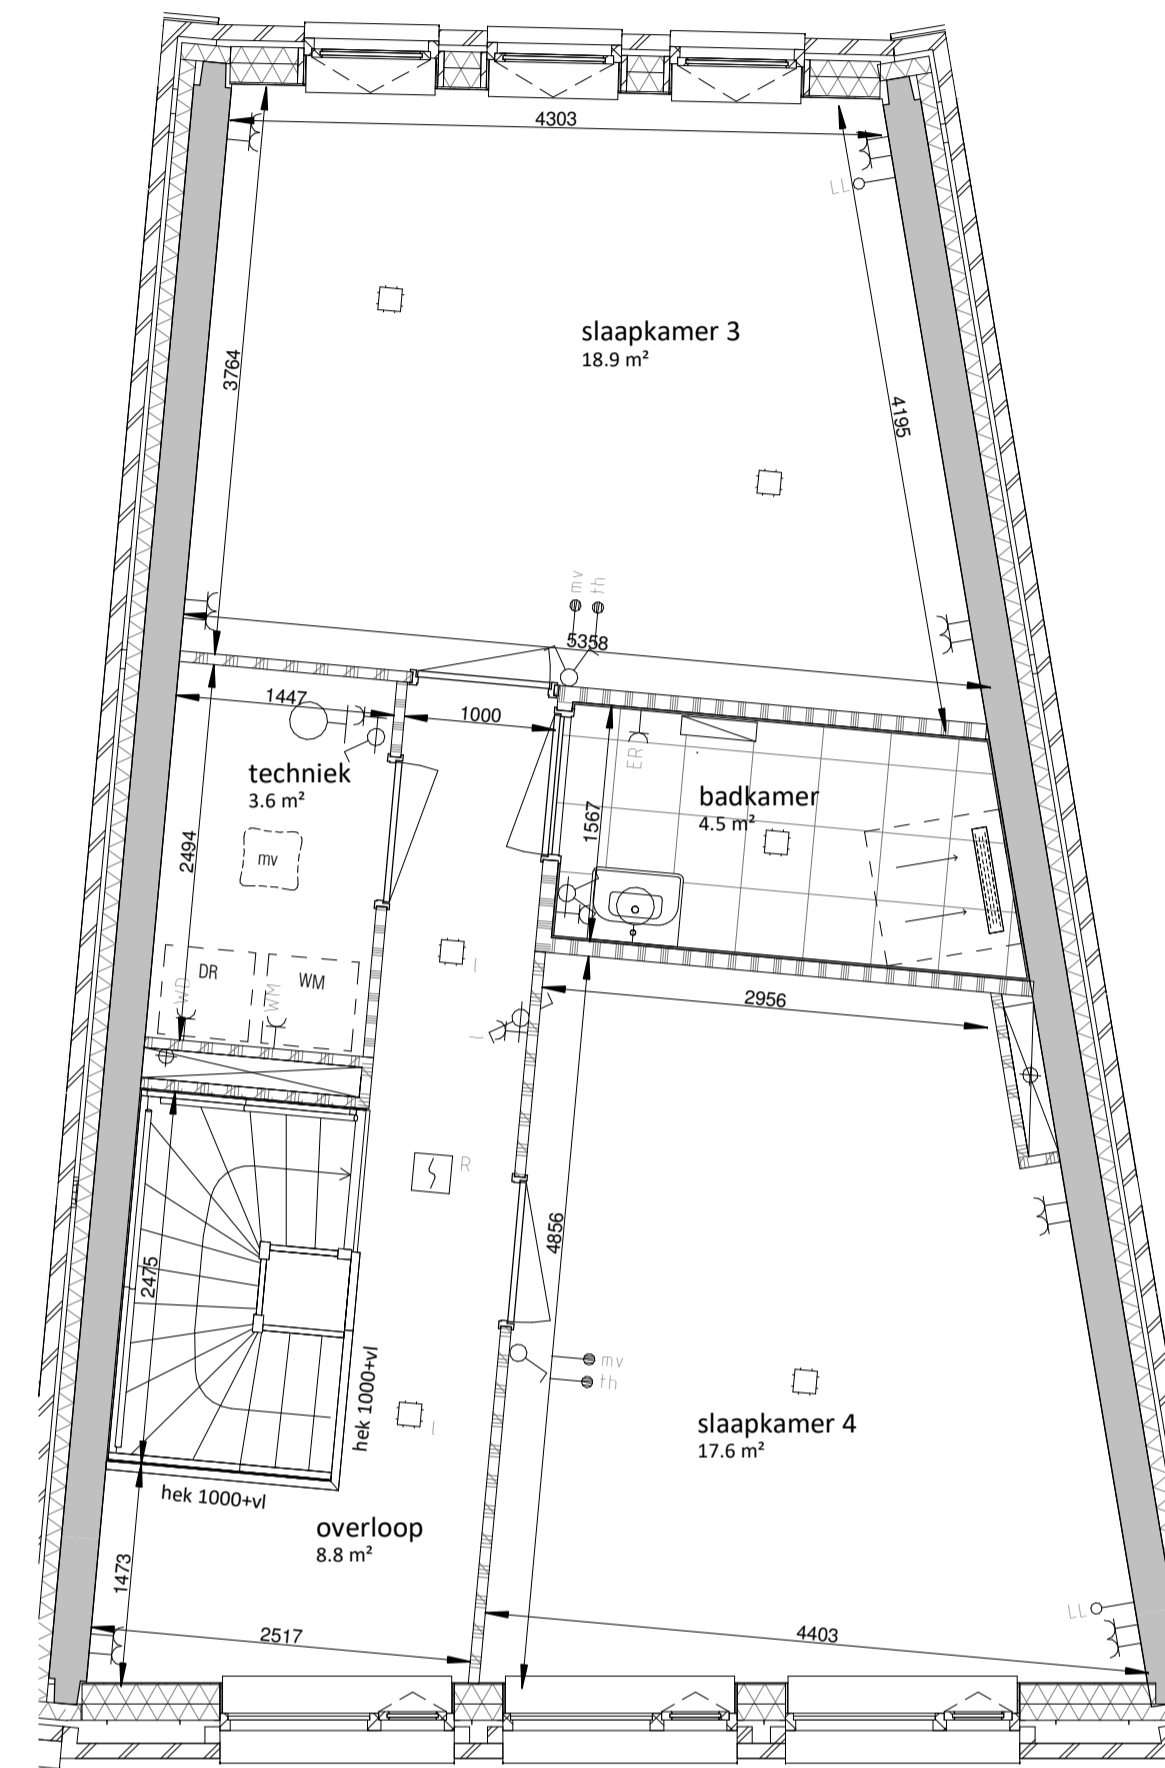 4303
LL
slaapkamer 3
18.9 m²
3764
4195
mv
th
5358
1447
1000
techniek
3.6 m²
ER
badkamer
4.5 m²
1567
2494
mv
DR
WM
WD
WM
l
2956
l
R
4856
2475
mv
th
hek 1000+vl
l
slaapkamer 4
17.6 m²
hek 1000+vl
overloop
8.8 m²
1473
LL
2517
4403